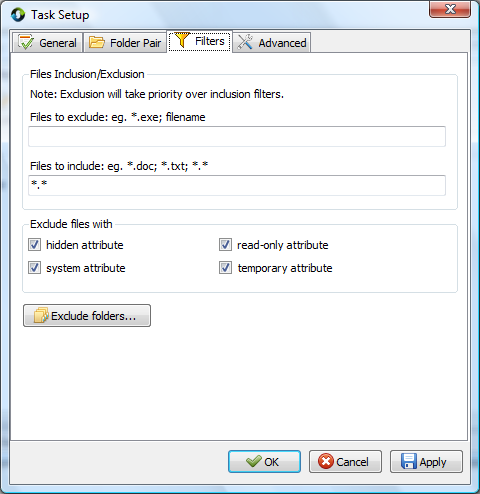 Task Setup
General Folder Pair Filters Advanced
Files Inclusion/Exclusion
Note: Exclusion will take priority over inclusion filters.
Files to exclude: eg. *.exe; filename
Files to include: eg. *.doc; *.txt; *.*
*.*
Exclude files with
hidden attribute read-only attribute
system attribute temporary attribute
Exclude folders...
OK Cancel Apply